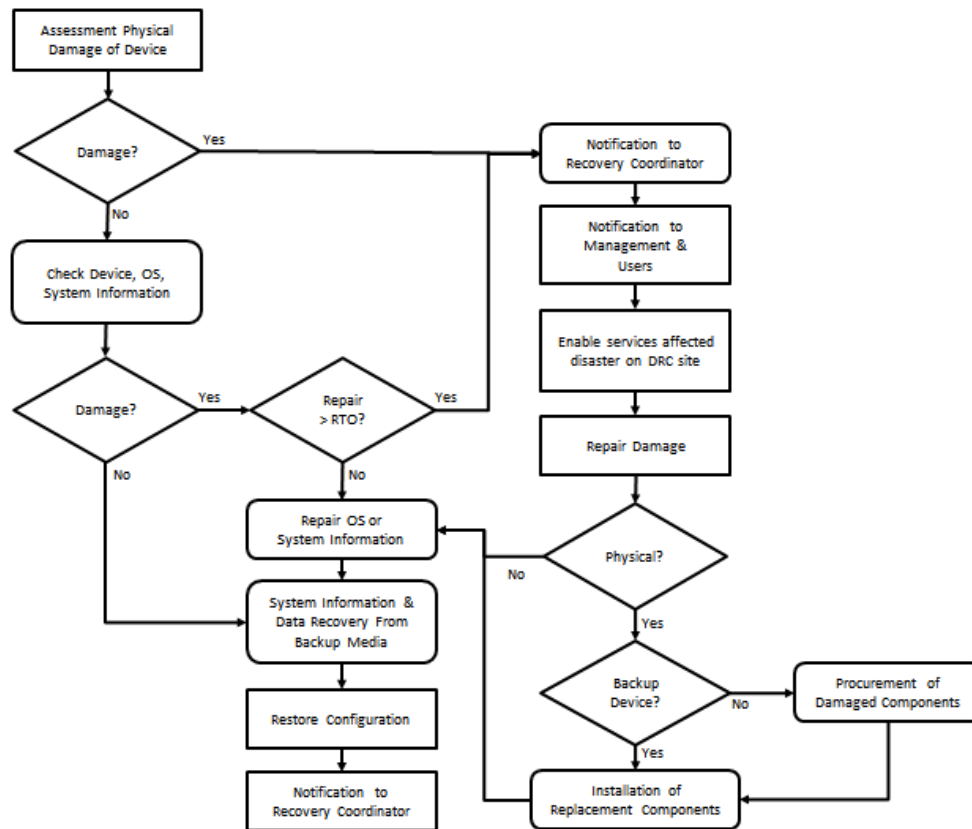 Assessment Physical
Damage of Device
Damage?
Yes
No
Notification to
Recovery Coordinator
Notification to
Management &
Users
Check Device, OS,
System Information
Enable services affected
disaster on DRC site
Damage?
Yes
No
Repair
> RTO?
Yes
No
Repair Damage
Repair OS or
System Information
Physical?
No
Yes
System Information &
Data Recovery From
Backup Media
Backup
Device?
No
Yes
Procurement of
Damaged Components
Restore Configuration
Notification to
Recovery Coordinator
Installation of
Replacement Components